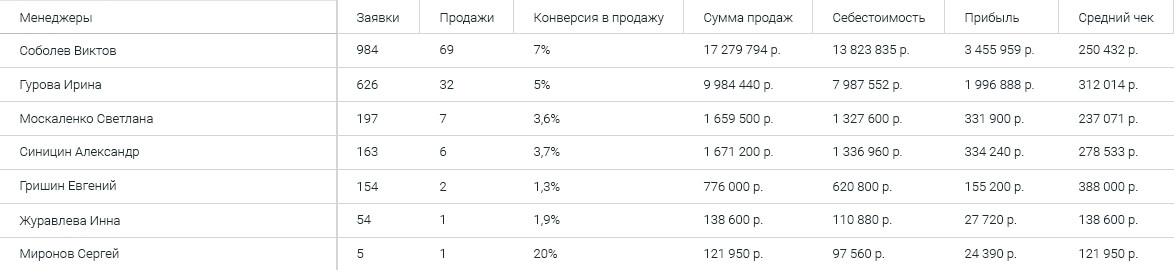 Менеджеры Заявки Продажи Конверсия в продажу Сумма продаж Себестоимость Прибыль Средний чек
Соболев Виктов 984 69 7% 17 279 794 р. 13 823 835 р. 3 455 959 р. 250 432 р.
Гурова Ирина 626 32 5% 9 984 440 р. 7 987 552 р. 1 996 888 р. 312 014 р.
Москаленко Светлана 197 7 3,6% 1 659 500 р. 1 327 600 р. 331 900 р. 237 071 р.
Синицин Александр 163 6 3,7% 1 671 200 р. 1 336 960 р. 334 240 р. 278 533 р.
Гришин Евгений 154 2 1,3% 776 000 р. 620 800 р. 155 200 р. 388 000 р.
Журавлева Инна 54 1 1,9% 138 600 р. 110 880 р. 27 720 р. 138 600 р.
Миронов Сергей 5 1 20% 121 950 р. 97 560 р. 24 390 р. 121 950 р.